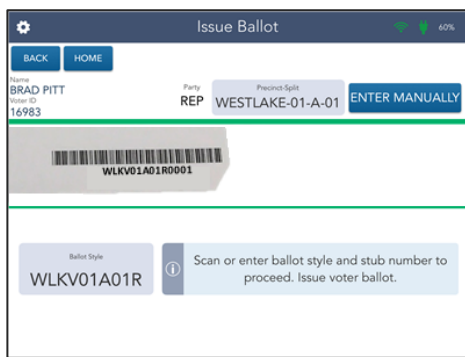 Issue Ballot
60%
BACK HOME
Name
BRAD PITT
Voter ID
16983
Party
REP
Precinct-Split
WESTLAKE-01-A-01
ENTER MANUALLY
WLKV01A01R0001
Ballot Style
WLKV01A01R
Scan or enter ballot style and stub number to
proceed. Issue voter ballot.